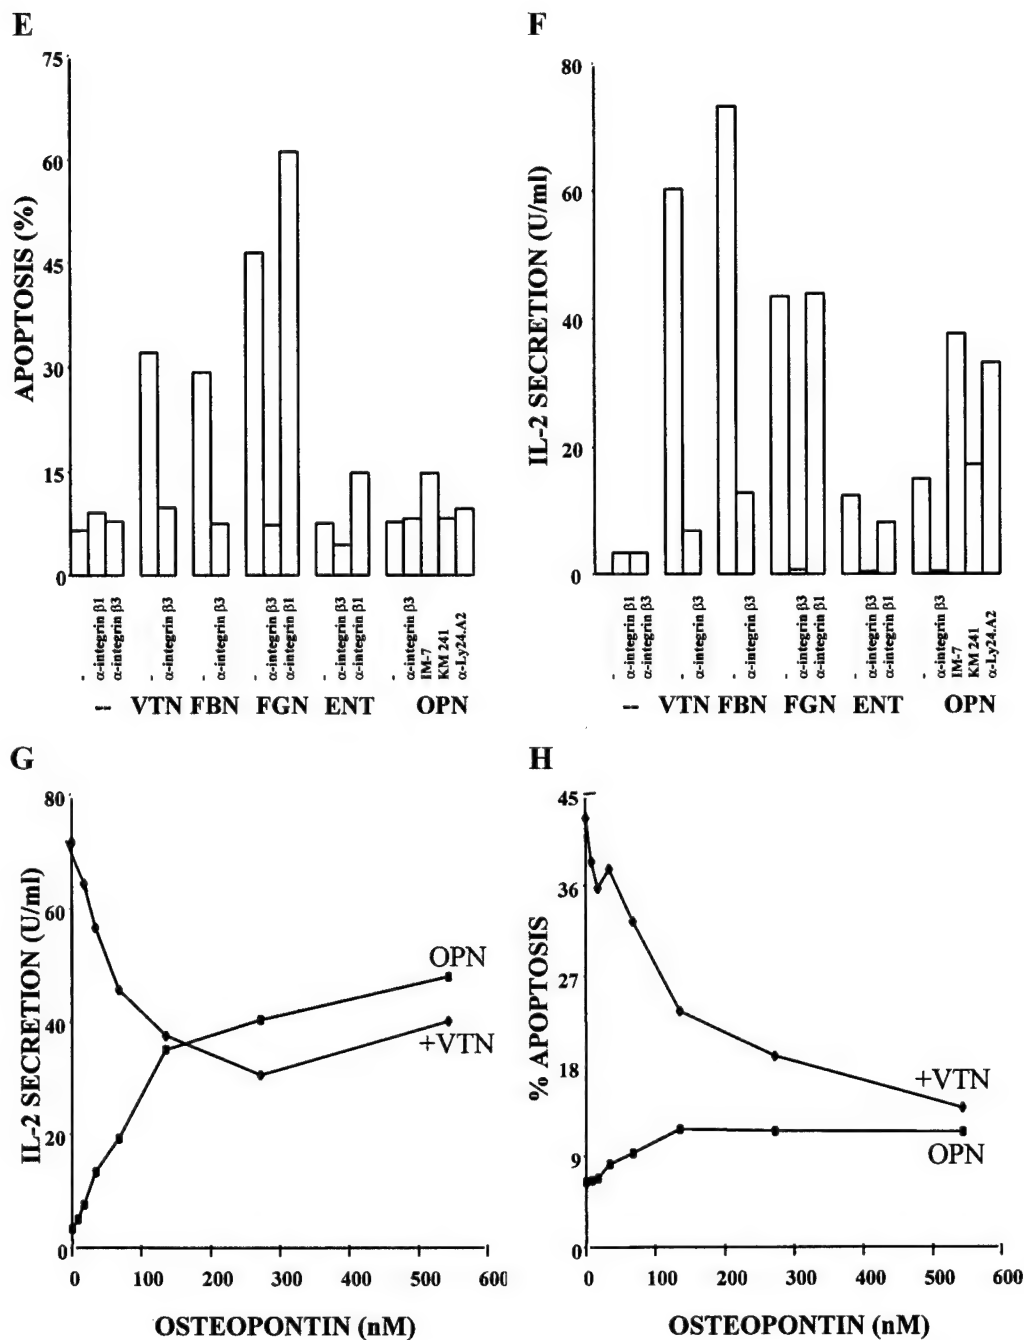 E
APOPTOSIS (%)
75
60
45
30
15
0
-
α-integrin β1
α-integrin β3
-
α-integrin β3
-
α-integrin β3
-
α-integrin β3
α-integrin β1
-
α-integrin β3
α-integrin β1
-
α-integrin β3
IM-7
KM 241
α-Ly24.A2
-- VTN FBN FGN ENT OPN
F
IL-2 SECRETION (U/ml)
80
60
40
20
0
-
α-integrin β1
α-integrin β3
-
α-integrin β3
-
α-integrin β3
-
α-integrin β3
α-integrin β1
-
α-integrin β3
α-integrin β1
-
α-integrin β3
IM-7
KM 241
α-Ly24.A2
-- VTN FBN FGN ENT OPN
G
IL-2 SECRETION (U/ml)
80
60
40
20
0
OPN
+VTN
0 100 200 300 400 500 600
OSTEOPONTIN (nM)
H
% APOPTOSIS
45
36
27
18
9
0
+VTN
OPN
0 100 200 300 400 500 600
OSTEOPONTIN (nM)